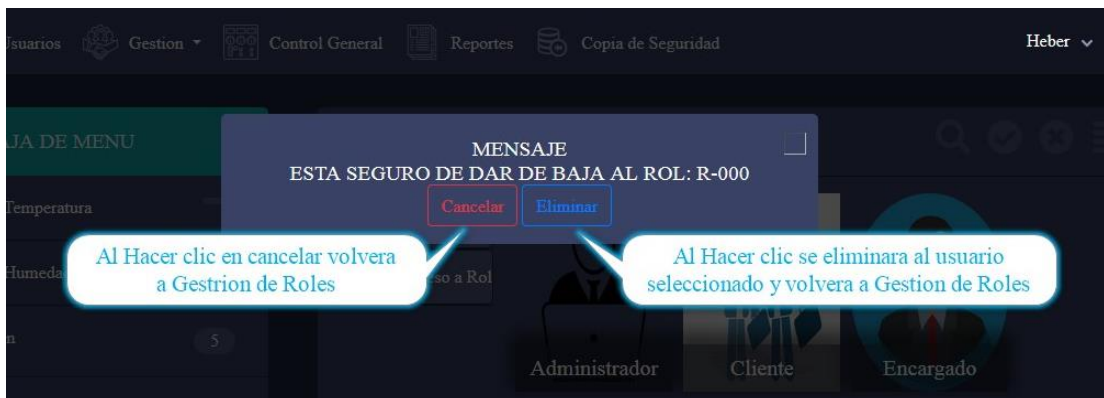 Usuarios Gestion Control General Reportes Copia de Seguridad Heber
AJA DE MENU
MENSAJE
ESTA SEGURO DE DAR DE BAJA AL ROL: R-000
Temperatura
Cancelar Eliminar
Al Hacer clic en cancelar volvera
a Gestrion de Roles
Al Hacer clic se eliminara al usuario
seleccionado y volvera a Gestion de Roles
Humeda
so a Rol
n 5
Administrador Cliente Encargado